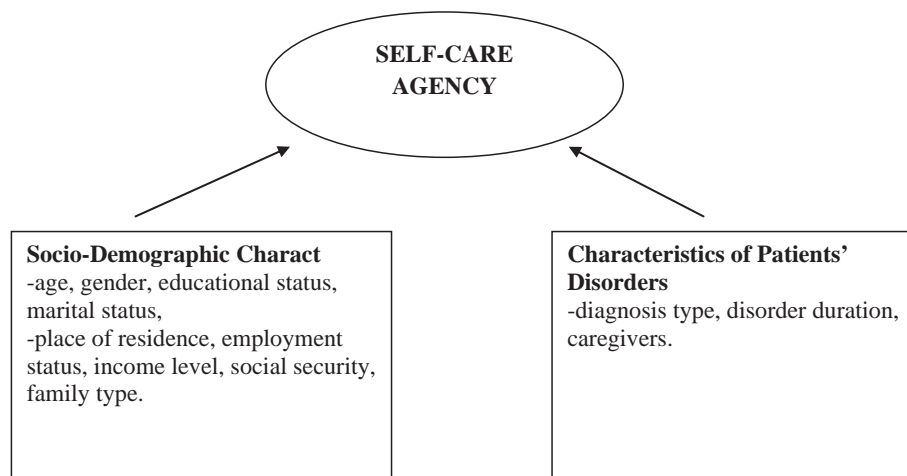 SELF-CARE
AGENCY
Socio-Demographic Charact
-age, gender, educational status,
marital status,
-place of residence, employment
status, income level, social security,
family type.
Characteristics of Patients’
Disorders
-diagnosis type, disorder duration,
caregivers.